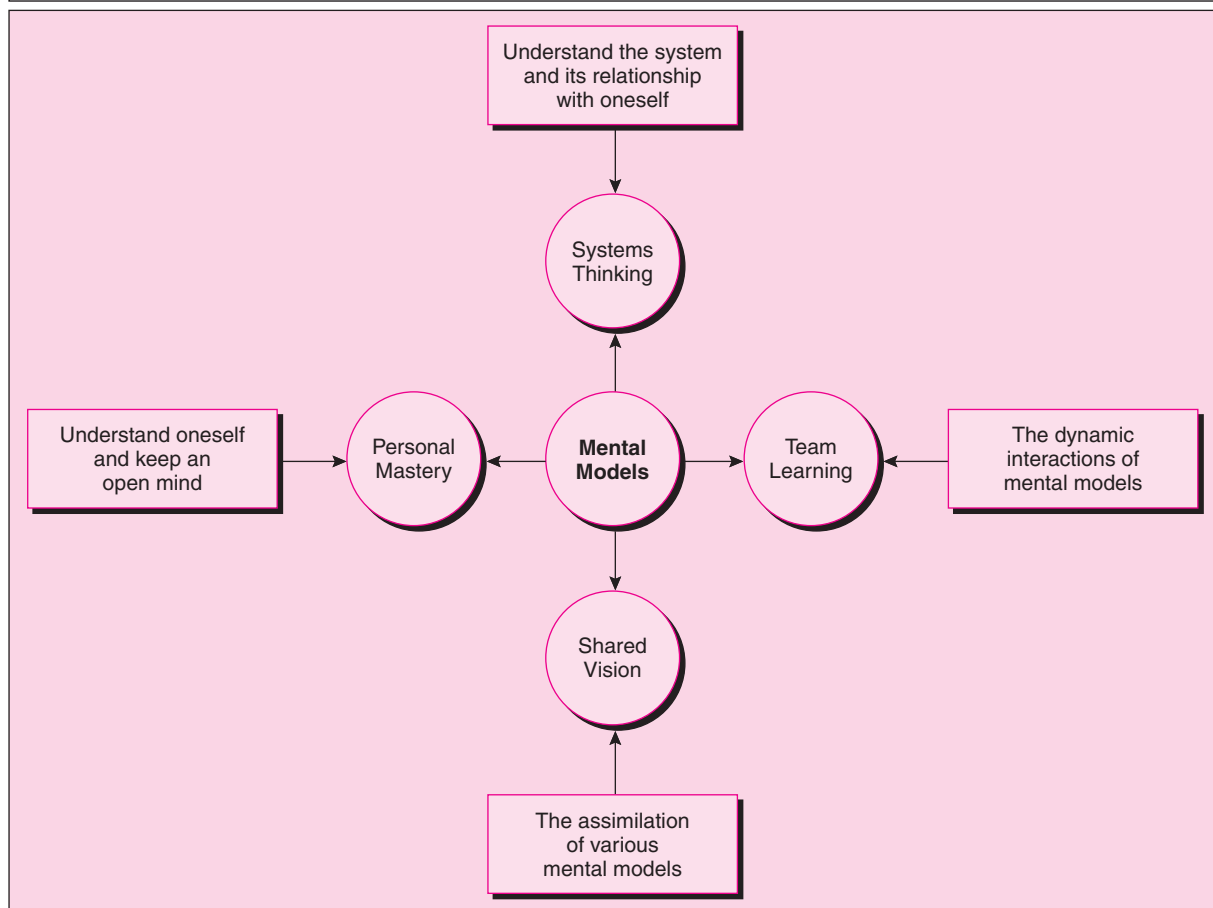 Understand the system
and its relationship
with oneself
Systems
Thinking
Understand oneself
and keep an
open mind
Personal
Mastery
Mental
Models
Team
Learning
The dynamic
interactions of
mental models
Shared
Vision
The assimilation
of various
mental models